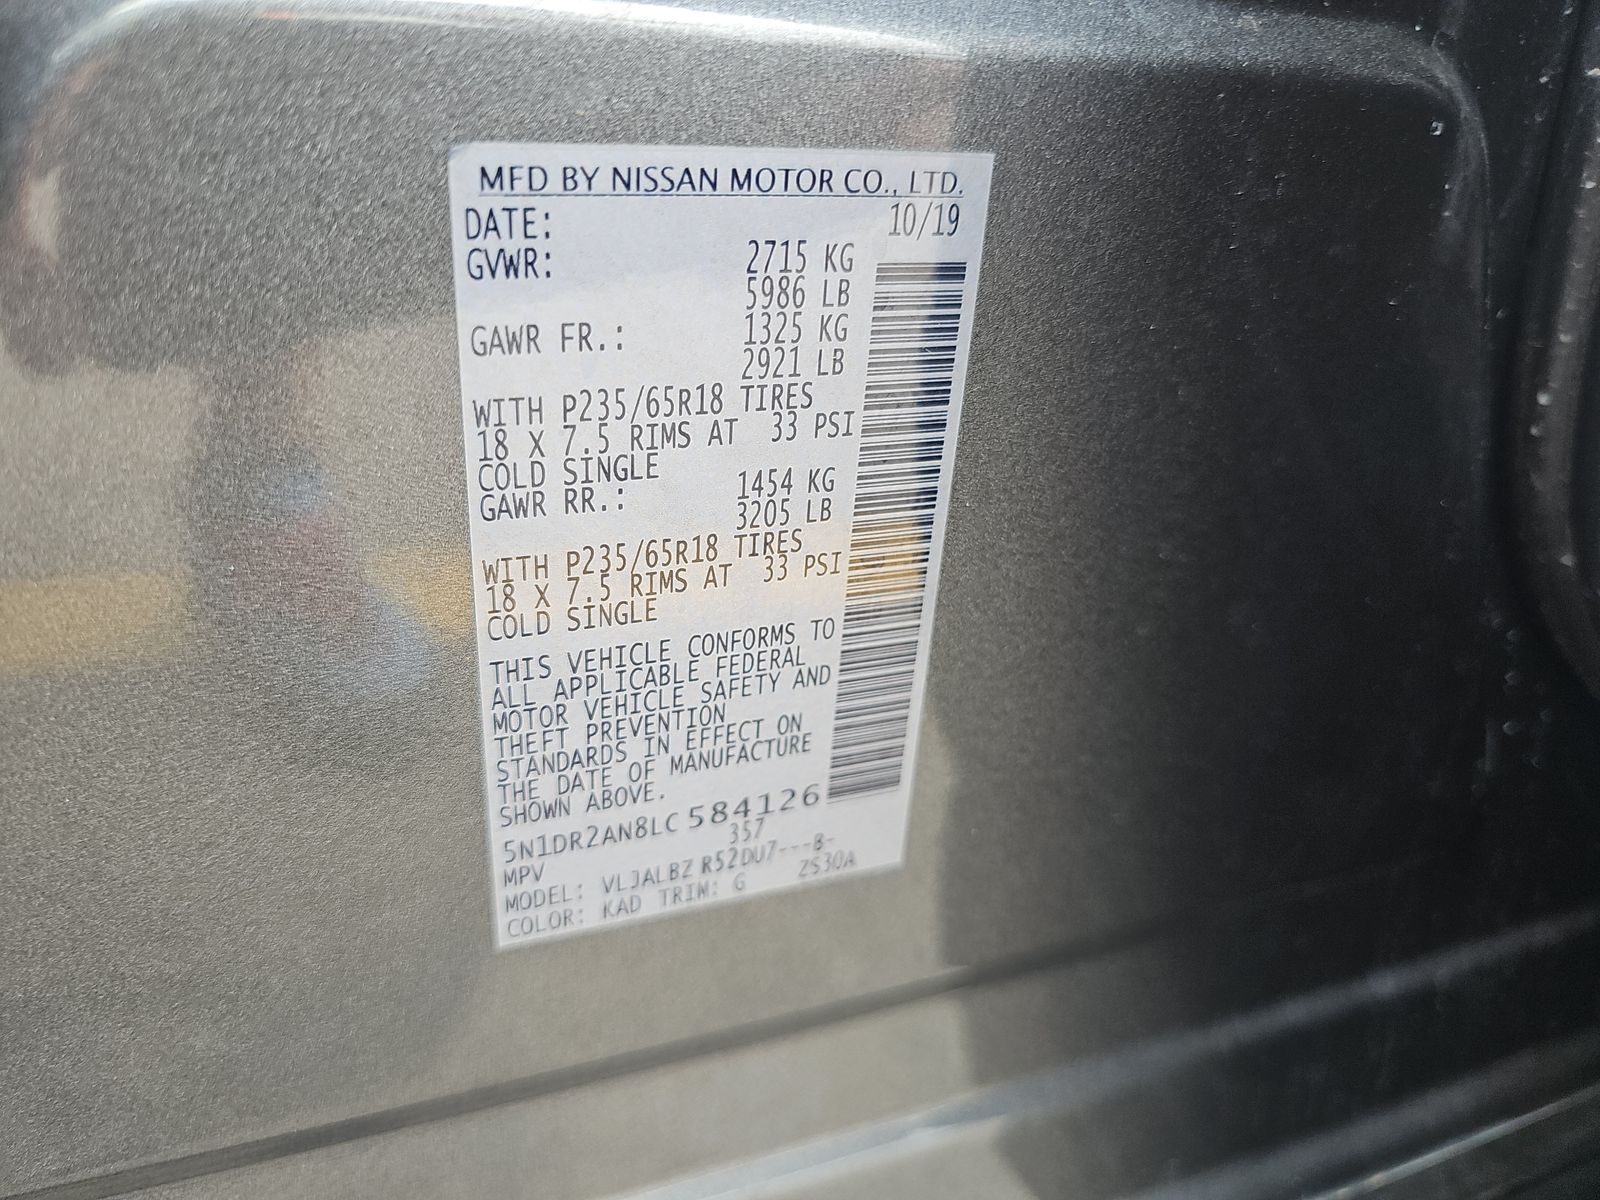 MFD BY NISSAN MOTOR CO., LTD.
DATE: 10/19
GVWR: 2715 KG
5986 LB
GAWR FR.: 1325 KG
2921 LB
WITH P235/65R18 TIRES
18 X 7.5 RIMS AT 33 PSI
COLD SINGLE
GAWR RR.: 1454 KG
3205 LB
WITH P235/65R18 TIRES
18 X 7.5 RIMS AT 33 PSI
COLD SINGLE
THIS VEHICLE CONFORMS TO
ALL APPLICABLE FEDERAL
MOTOR VEHICLE SAFETY AND
THEFT PREVENTION
STANDARDS IN EFFECT ON
THE DATE OF MANUFACTURE
SHOWN ABOVE.
5N1DR2AN8LC584126
MPV 357
MODEL: VLJALBZ R52DU7---B-
COLOR: KAD TRIM: G ZS30A